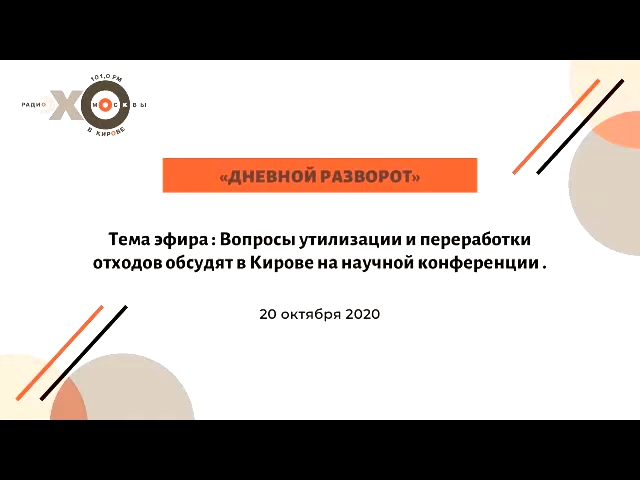 101,0 FM
РАДИО ЭХО МОСКВЫ
В КИРОВЕ
«ДНЕВНОЙ РАЗВОРОТ»
Тема эфира : Вопросы утилизации и переработки
отходов обсудят в Кирове на научной конференции .
20 октября 2020